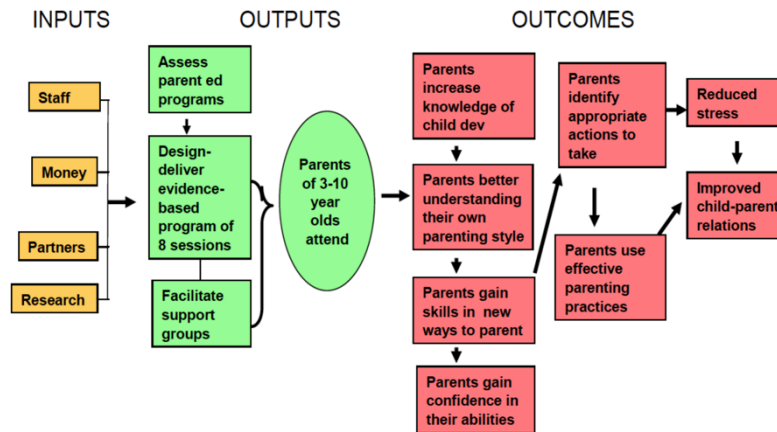 INPUTS
OUTPUTS
OUTCOMES
Staff
Money
Partners
Research
Assess
parent ed
programs
Design-
deliver
evidence-
based
program of
8 sessions
Facilitate
support
groups
Parents
of 3-10
year
olds
attend
Parents
increase
knowledge of
child dev
Parents better
understanding
their own
parenting style
Parents gain
skills in new
ways to parent
Parents gain
confidence in
their abilities
Parents
identify
appropriate
actions to
take
Parents use
effective
parenting
practices
Reduced
stress
Improved
child-parent
relations